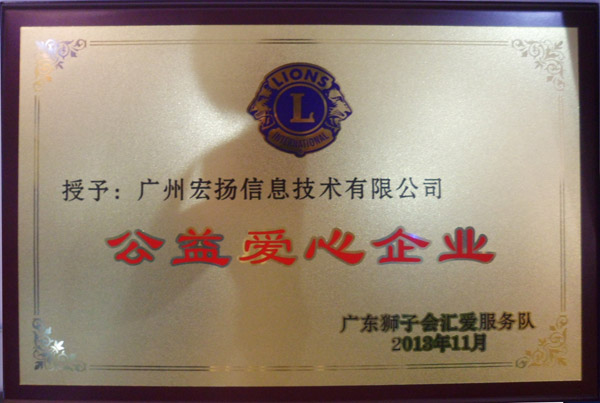 LIONS
L
INTERNATIONAL
授予：广州宏扬信息技术有限公司
公益爱心企业
广东狮子会汇爱服务队
2013年11月